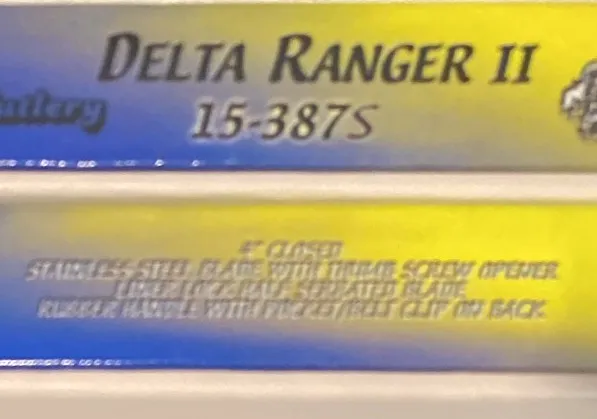 DELTA RANGER II
Cutlery
15-387S
4" CLOSED
STAINLESS STEEL BLADE WITH THUMB SCREW OPENER
LINER LOCK HALF SERRATED BLADE
RUBBER HANDLE WITH POCKET/BELT CLIP ON BACK